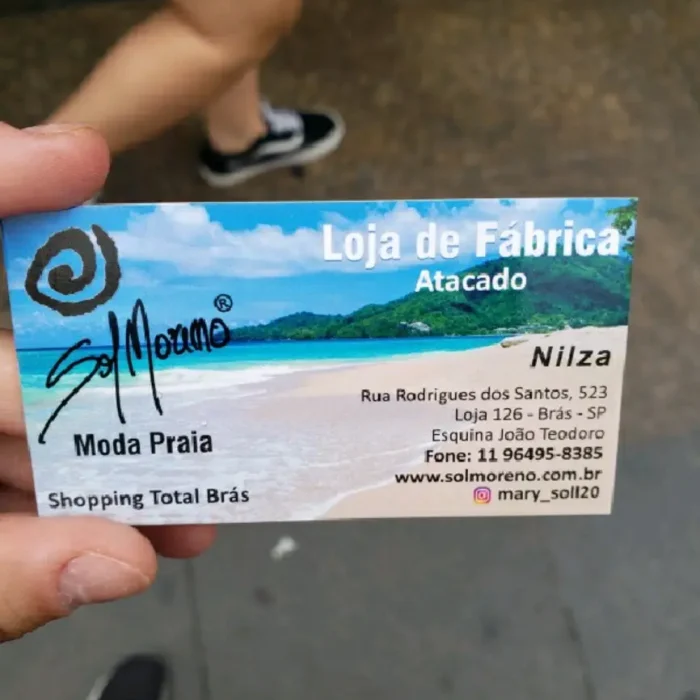 Loja de Fábrica
Atacado
Sol Moreno®
Moda Praia
Shopping Total Brás
Nilza
Rua Rodrigues dos Santos, 523
Loja 126 - Brás - SP
Esquina João Teodoro
Fone: 11 96495-8385
www.solmoreno.com.br
mary_soll20